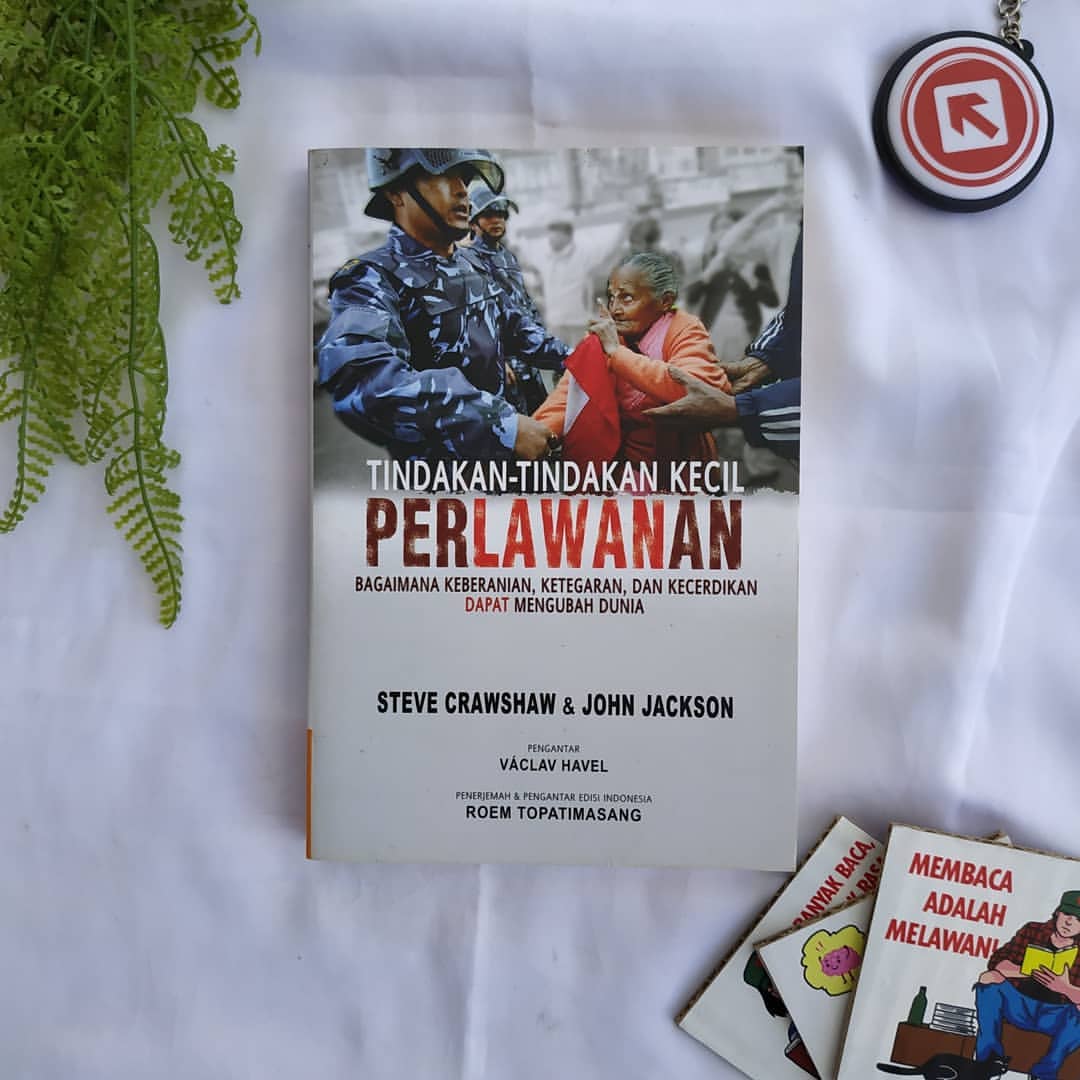 TINDAKAN-TINDAKAN KECIL
PERLAWANAN
BAGAIMANA KEBERANIAN, KETEGARAN, DAN KECERDIKAN
DAPAT MENGUBAH DUNIA
STEVE CRAWSHAW & JOHN JACKSON
PENGANTAR
VÁCLAV HAVEL
PENERJEMAH & PENGANTAR EDISI INDONESIA
ROEM TOPATIMASANG
BACA,
MEMBACA
ADALAH
MELAWAN!